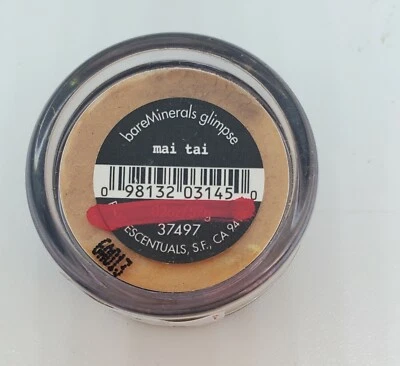 bareMinerals glimpse
mai tai
0 98132 03145 0
37497
ESCENTUALS, S.F., CA 94
6A013